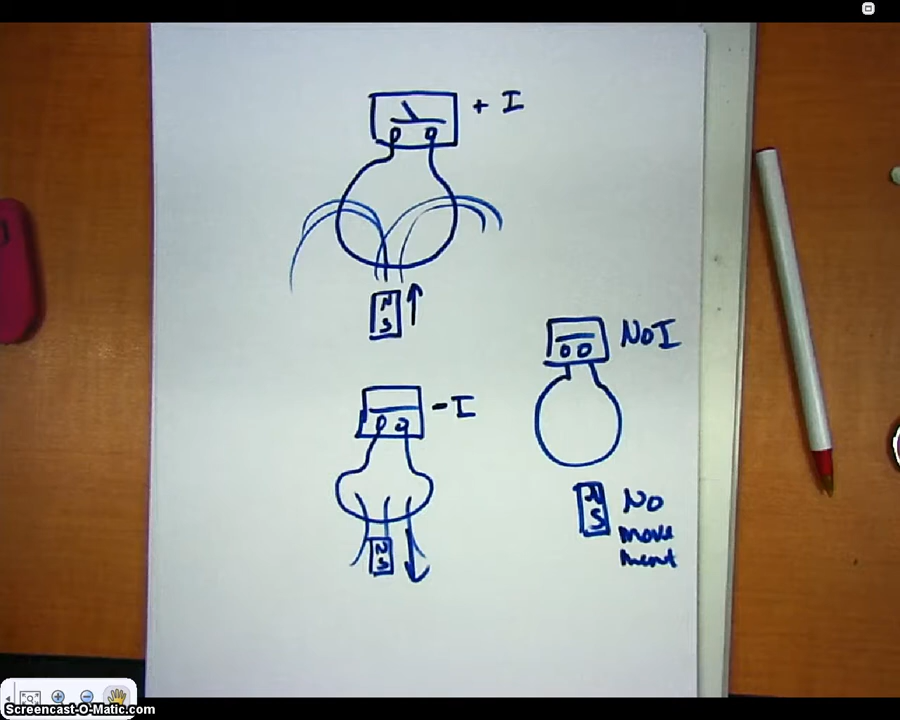 + I
N
S
No I
- I
N
S
N
S
No
move
ment
Screencast-O-Matic.com